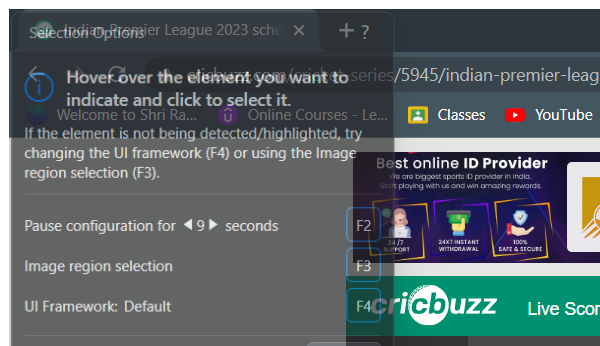 Selection Options
Indian Premier League 2023 sche
?
Hover over the element you want to
indicate and click to select it.
cricbuzz.com/cricket-series/5945/indian-premier-leag
Welcome to Shri Ra...
Online Courses - Le...
Classes
YouTube
If the element is not being detected/highlighted, try
changing the UI framework (F4) or using the Image
region selection (F3).
Pause configuration for 9 seconds
F2
Image region selection
F3
UI Framework: Default
F4
Best online ID Provider
We are biggest sports ID provider in India.
Start playing with us and win amazing rewards.
24/7
SUPPORT
24X7 INSTANT
WITHDRAWAL
100%
SAFE & SECURE
cricbuzz
Live Scor